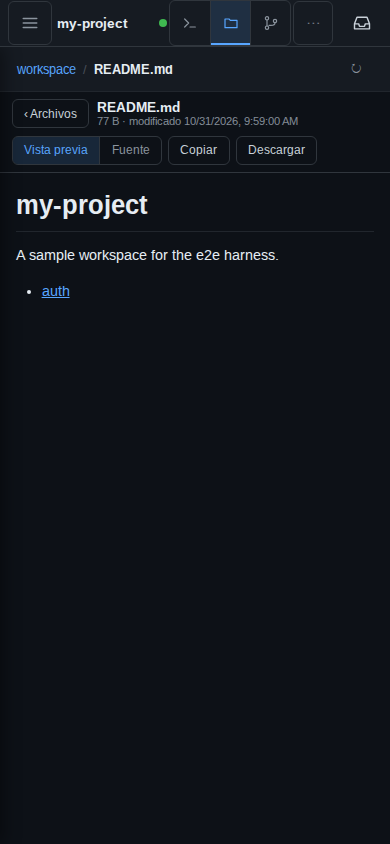 my-project
workspace / README.md
‹ Archivos
README.md
77 B · modificado 10/31/2026, 9:59:00 AM
Vista previa Fuente Copiar Descargar
my-project
A sample workspace for the e2e harness.
• auth